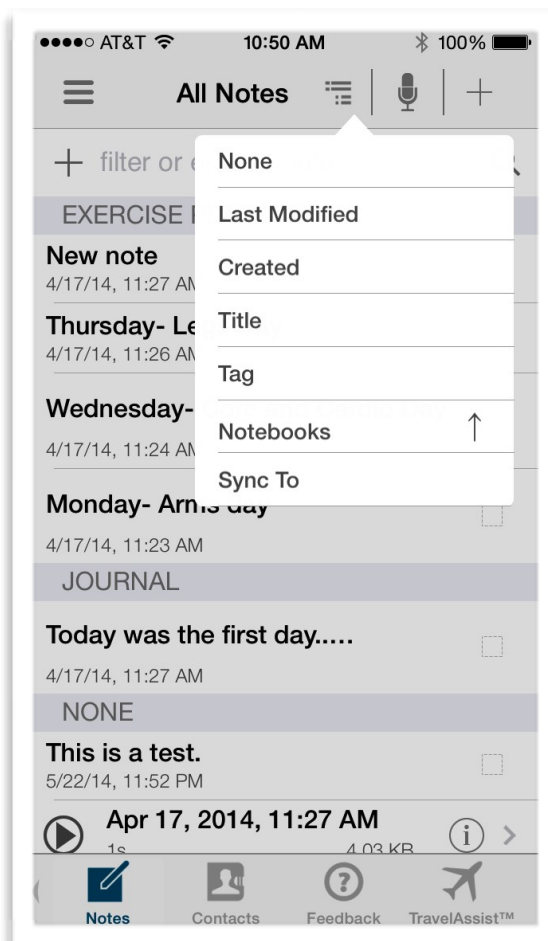 AT&T 10:50 AM 100%
All Notes
filter or
None
Last Modified
EXERCISE
New note
4/17/14, 11:27 AM
Created
Thursday-
4/17/14, 11:26 AM
Title
Tag
Wednesday-
4/17/14, 11:24 AM
Notebooks
Sync To
Monday- Arms day
4/17/14, 11:23 AM
JOURNAL
Today was the first day.....
4/17/14, 11:27 AM
NONE
This is a test.
5/22/14, 11:52 PM
Apr 17, 2014, 11:27 AM
1s 4.03 KB
Notes Contacts Feedback TravelAssist™